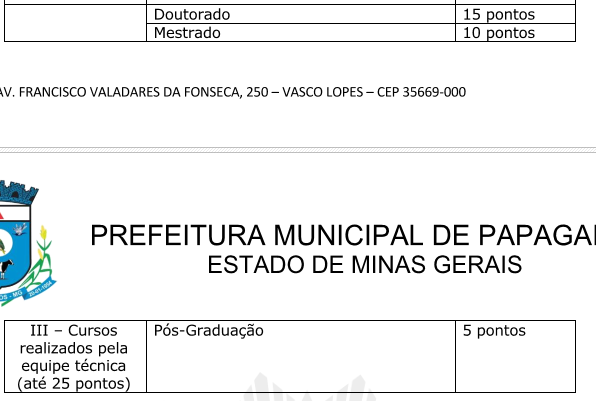 Doutorado 15 pontos
Mestrado 10 pontos
AV. FRANCISCO VALADARES DA FONSECA, 250 – VASCO LOPES – CEP 35669-000
PREFEITURA MUNICIPAL DE PAPAGAI
ESTADO DE MINAS GERAIS
III – Cursos realizados pela equipe técnica (até 25 pontos)
Pós-Graduação 5 pontos